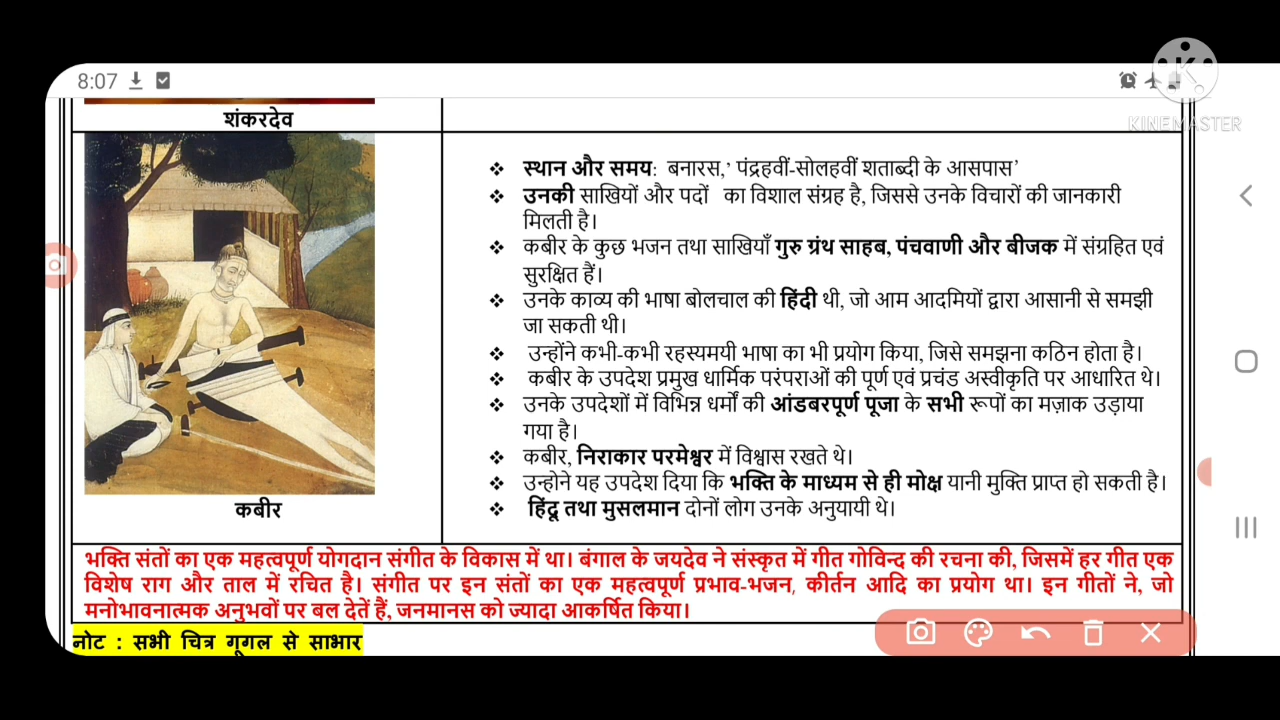 8:07
KINEMASTER
शंकरदेव
❖ स्थान और समय: बनारस,’ पंद्रहवीं-सोलहवीं शताब्दी के आसपास’
❖ उनकी साखियों और पदों का विशाल संग्रह है, जिससे उनके विचारों की जानकारी
मिलती है।
❖ कबीर के कुछ भजन तथा साखियाँ गुरु ग्रंथ साहब, पंचवाणी और बीजक में संग्रहित एवं
सुरक्षित हैं।
❖ उनके काव्य की भाषा बोलचाल की हिंदी थी, जो आम आदमियों द्वारा आसानी से समझी
जा सकती थी।
❖ उन्होंने कभी-कभी रहस्यमयी भाषा का भी प्रयोग किया, जिसे समझना कठिन होता है।
❖ कबीर के उपदेश प्रमुख धार्मिक परंपराओं की पूर्ण एवं प्रचंड अस्वीकृति पर आधारित थे।
❖ उनके उपदेशों में विभिन्न धर्मों की आंडबरपूर्ण पूजा के सभी रूपों का मज़ाक उड़ाया
गया है।
❖ कबीर, निराकार परमेश्वर में विश्वास रखते थे।
❖ उन्होने यह उपदेश दिया कि भक्ति के माध्यम से ही मोक्ष यानी मुक्ति प्राप्त हो सकती है।
❖ हिंदू तथा मुसलमान दोनों लोग उनके अनुयायी थे।
कबीर
भक्ति संतों का एक महत्वपूर्ण योगदान संगीत के विकास में था। बंगाल के जयदेव ने संस्कृत में गीत गोविन्द की रचना की, जिसमें हर गीत एक
विशेष राग और ताल में रचित है। संगीत पर इन संतों का एक महत्वपूर्ण प्रभाव-भजन, कीर्तन आदि का प्रयोग था। इन गीतों ने, जो
मनोभावनात्मक अनुभवों पर बल देतें हैं, जनमानस को ज्यादा आकर्षित किया।
नोट : सभी चित्र गूगल से साभार